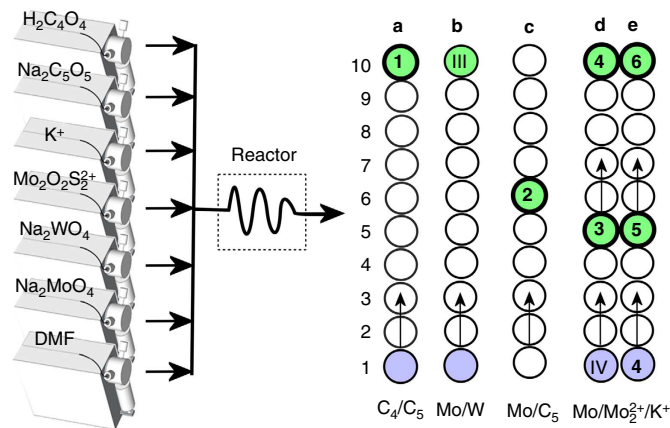 H₂C₄O₄
Na₂C₅O₅
K⁺
Mo₂O₂S₂²⁺
Na₂WO₄
Na₂MoO₄
DMF
Reactor
a b c d e
10 1 III 4 6
9
8
7
6 2
5 3 5
4
3
2
1 IV 4
C₄/C₅ Mo/W Mo/C₅ Mo/Mo₂²⁺/K⁺